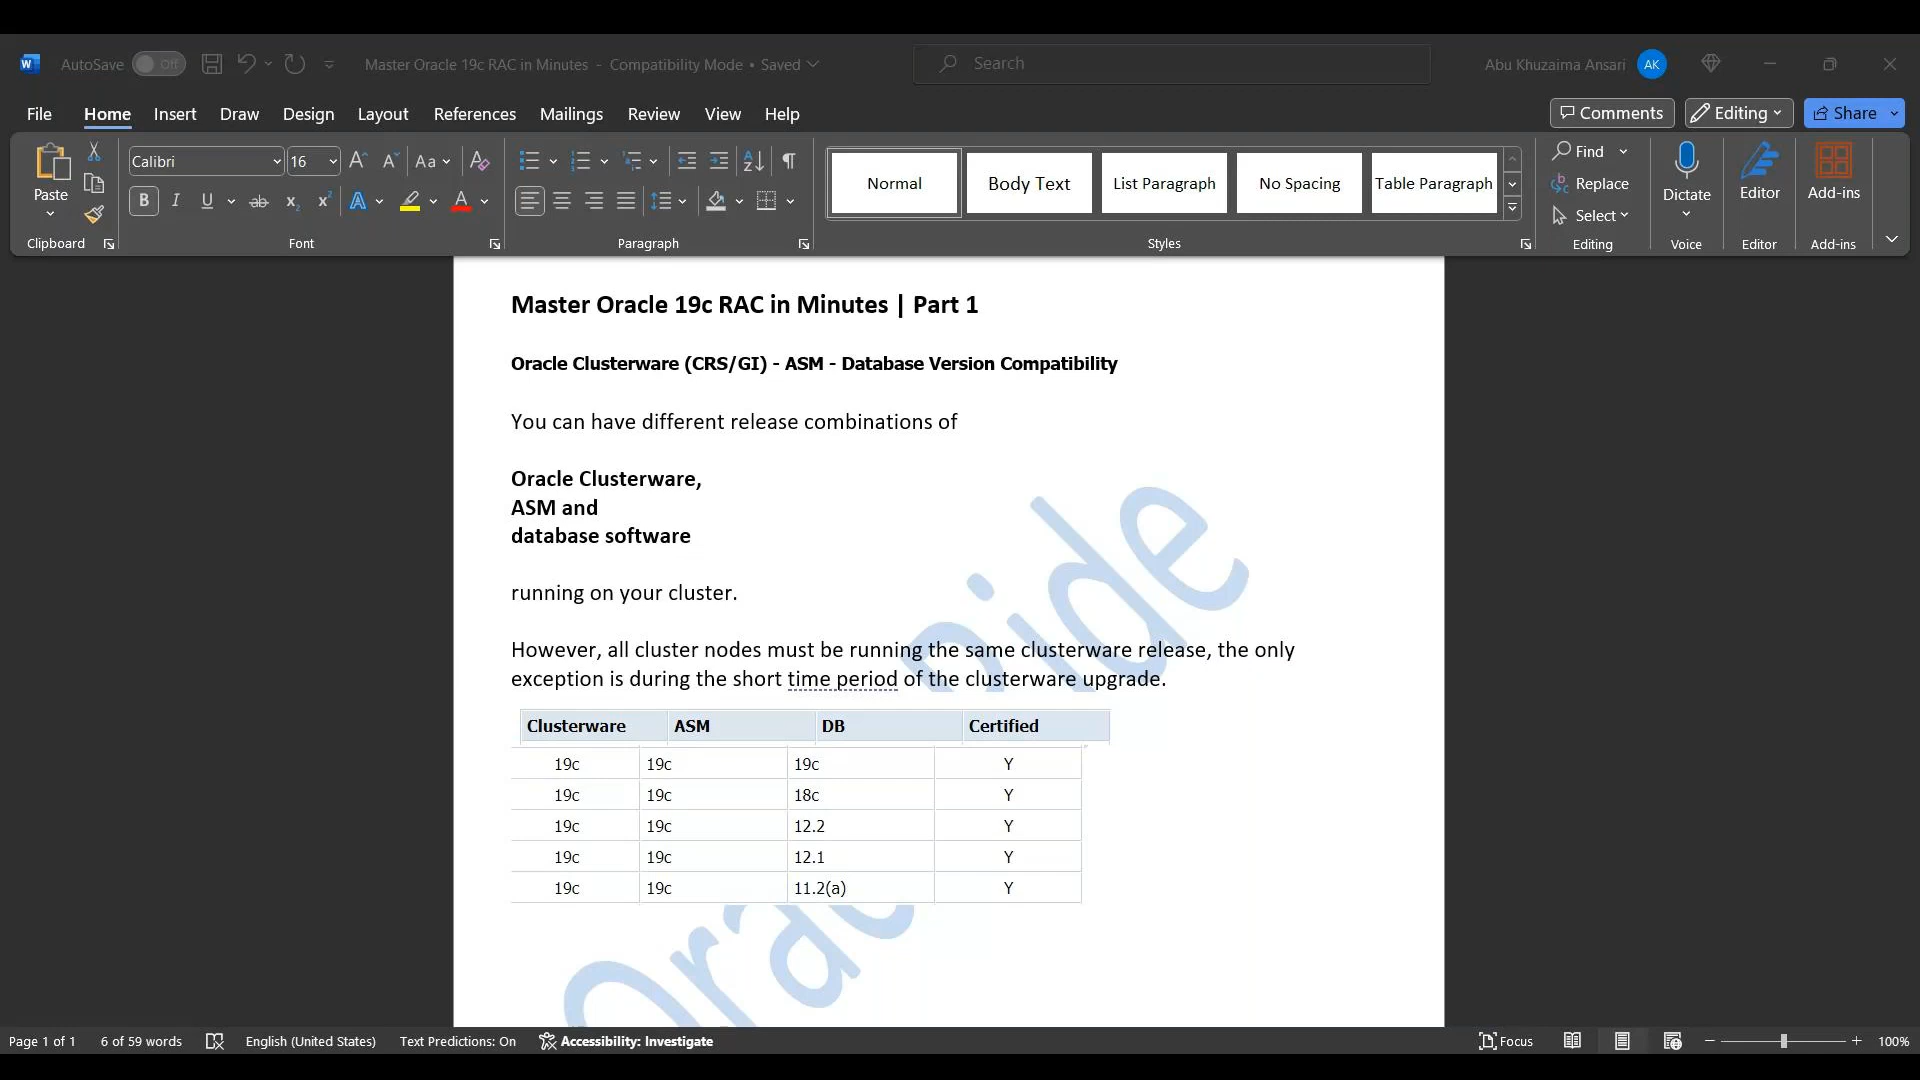 AutoSave Off Master Oracle 19c RAC in Minutes - Compatibility Mode • Saved Search Abu Khuzaima Ansari AK
File Home Insert Draw Design Layout References Mailings Review View Help Comments Editing Share
Paste
Clipboard
Calibri 16
Font
Paragraph
Normal Body Text List Paragraph No Spacing Table Paragraph
Styles
Find
Replace
Select
Editing
Dictate
Voice
Editor
Editor
Add-ins
Add-ins
Master Oracle 19c RAC in Minutes | Part 1
Oracle Clusterware (CRS/GI) - ASM - Database Version Compatibility
You can have different release combinations of
Oracle Clusterware,
ASM and
database software
running on your cluster.
However, all cluster nodes must be running the same clusterware release, the only
exception is during the short time period of the clusterware upgrade.
Clusterware ASM DB Certified
19c 19c 19c Y
19c 19c 18c Y
19c 19c 12.2 Y
19c 19c 12.1 Y
19c 19c 11.2(a) Y
Page 1 of 1 6 of 59 words English (United States) Text Predictions: On Accessibility: Investigate Focus 100%